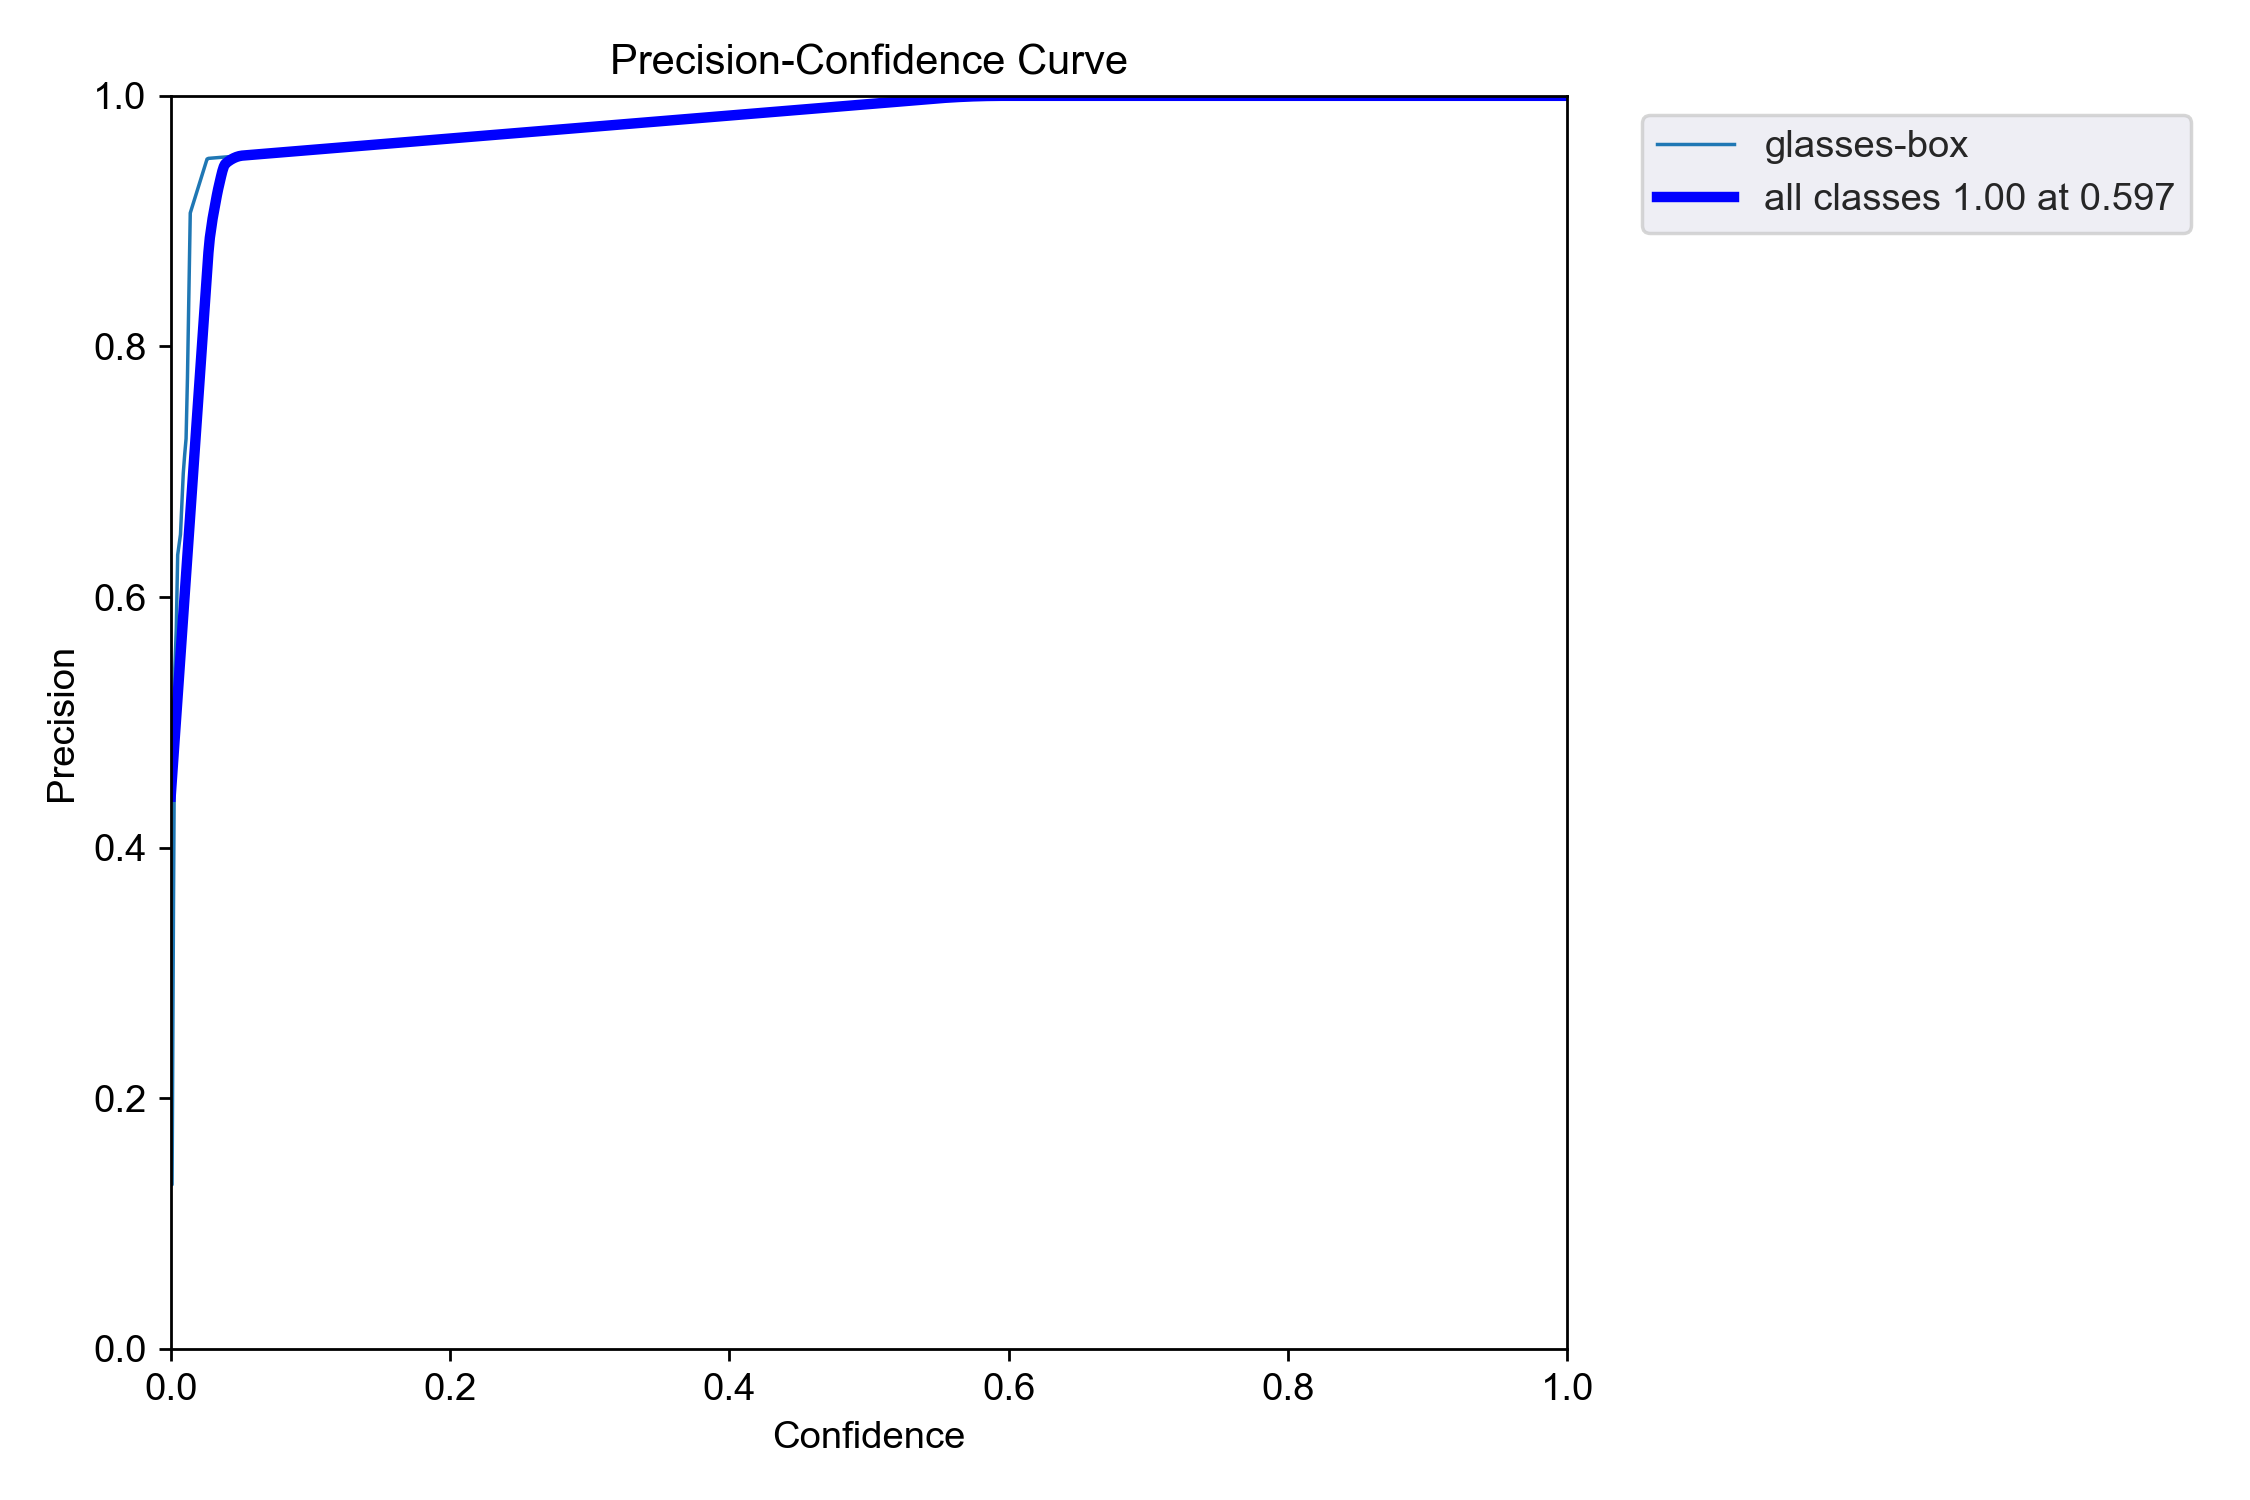 Precision-Confidence Curve
1.0
0.8
0.6
0.4
0.2
0.0
Precision
0.0 0.2 0.4 0.6 0.8 1.0
Confidence
glasses-box
all classes 1.00 at 0.597